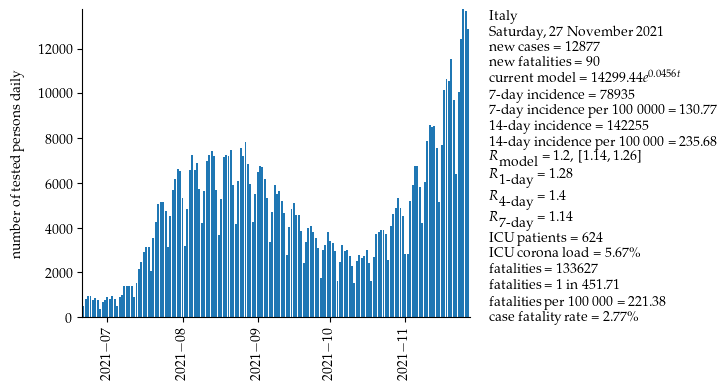 number of tested persons daily
12000
10000
8000
6000
4000
2000
0
2021−07
2021−08
2021−09
2021−10
2021−11
Italy
Saturday, 27 November 2021
new cases = 12877
new fatalities = 90
current model = 14299.44e^0.0456t
7-day incidence = 78935
7-day incidence per 100 0000 = 130.77
14-day incidence = 142255
14-day incidence per 100 000 = 235.68
R_model = 1.2, [1.14, 1.26]
R_1-day = 1.28
R_4-day = 1.4
R_7-day = 1.14
ICU patients = 624
ICU corona load = 5.67%
fatalities = 133627
fatalities = 1 in 451.71
fatalities per 100 000 = 221.38
case fatality rate = 2.77%